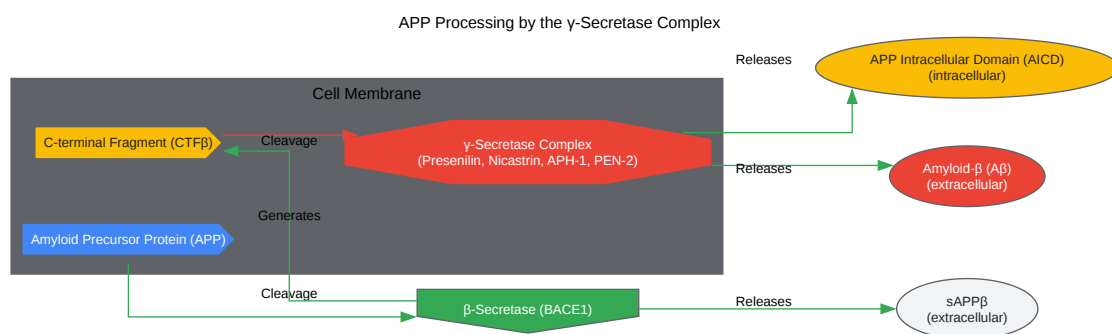 APP Processing by the γ-Secretase Complex
Releases
APP Intracellular Domain (AICD)
(intracellular)
Cell Membrane
C-terminal Fragment (CTFβ)
Cleavage
γ-Secretase Complex
(Presenilin, Nicastrin, APH-1, PEN-2)
Releases
Amyloid-β (Aβ)
(extracellular)
Generates
Amyloid Precursor Protein (APP)
Cleavage
β-Secretase (BACE1)
Releases
sAPPβ
(extracellular)